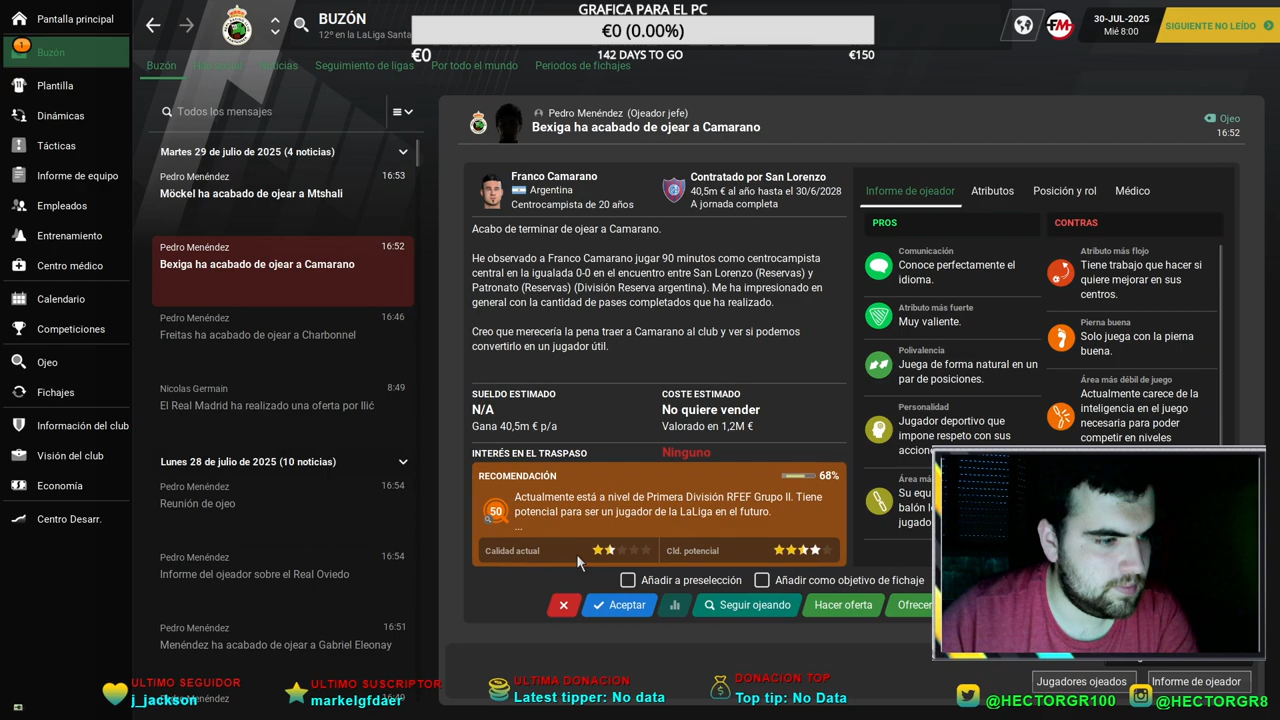 Pantalla principal
1
Buzón
Plantilla
Dinámicas
Tácticas
Informe de equipo
Empleados
Entrenamiento
Centro médico
Calendario
Competiciones
Ojeo
Fichajes
Información del club
Visión del club
Economía
Centro Desarr.
BUZÓN
12º en la LaLiga Santa
GRAFICA PARA EL PC
€0 (0.00%)
€0
142 DAYS TO GO
€150
FM
30-JUL-2025
Mié 8:00
SIGUIENTE NO LEÍDO
Buzón
Noticias
Seguimiento de ligas
Por todo el mundo
Periodos de fichajes
Todos los mensajes
Martes 29 de julio de 2025 (4 noticias)
Pedro Menéndez 16:53
Möckel ha acabado de ojear a Mtshali
Pedro Menéndez 16:52
Bexiga ha acabado de ojear a Camarano
Pedro Menéndez 16:46
Freitas ha acabado de ojear a Charbonnel
Nicolas Germain 8:49
El Real Madrid ha realizado una oferta por Ilić
Lunes 28 de julio de 2025 (10 noticias)
Pedro Menéndez 16:54
Reunión de ojeo
Pedro Menéndez 16:54
Informe del ojeador sobre el Real Oviedo
Pedro Menéndez 16:51
Menéndez ha acabado de ojear a Gabriel Eleonay
Pedro Menéndez (Ojeador jefe)
Bexiga ha acabado de ojear a Camarano
Ojeo
16:52
Franco Camarano
Argentina
Centrocampista de 20 años
Contratado por San Lorenzo
40,5m € al año hasta el 30/6/2028
A jornada completa
Acabo de terminar de ojear a Camarano.
He observado a Franco Camarano jugar 90 minutos como centrocampista
central en la igualada 0-0 en el encuentro entre San Lorenzo (Reservas) y
Patronato (Reservas) (División Reserva argentina). Me ha impresionado en
general con la cantidad de pases completados que ha realizado.
Creo que merecería la pena traer a Camarano al club y ver si podemos
convertirlo en un jugador útil.
SUELDO ESTIMADO
N/A
Gana 40,5m € p/a
COSTE ESTIMADO
No quiere vender
Valorado en 1,2M €
INTERÉS EN EL TRASPASO
Ninguno
RECOMENDACIÓN
68%
50
Actualmente está a nivel de Primera División RFEF Grupo II. Tiene
potencial para ser un jugador de la LaLiga en el futuro.
...
Calidad actual
Cld. potencial
Añadir a preselección
Añadir como objetivo de fichaje
Aceptar
Seguir ojeando
Hacer oferta
Informe de ojeador
Atributos
Posición y rol
Médico
PROS
Comunicación
Conoce perfectamente el
idioma.
Atributo más fuerte
Muy valiente.
Polivalencia
Juega de forma natural en un
par de posiciones.
Personalidad
Jugador deportivo que
impone respeto con sus
CONTRAS
Atributo más flojo
Tiene trabajo que hacer si
quiere mejorar en sus
centros.
Pierna buena
Solo juega con la pierna
buena.
Área más débil de juego
Actualmente carece de la
inteligencia en el juego
necesaria para poder
competir en niveles
Jugadores ojeados
Informe de ojeador
ULTIMO SEGUIDOR
j_jackson
ULTIMO SUSCRIPTOR
markelgfdaer
ULTIMA DONACION
Latest tipper: No data
DONACION TOP
Top tip: No Data
@HECTORGR100
@HECTORGR8